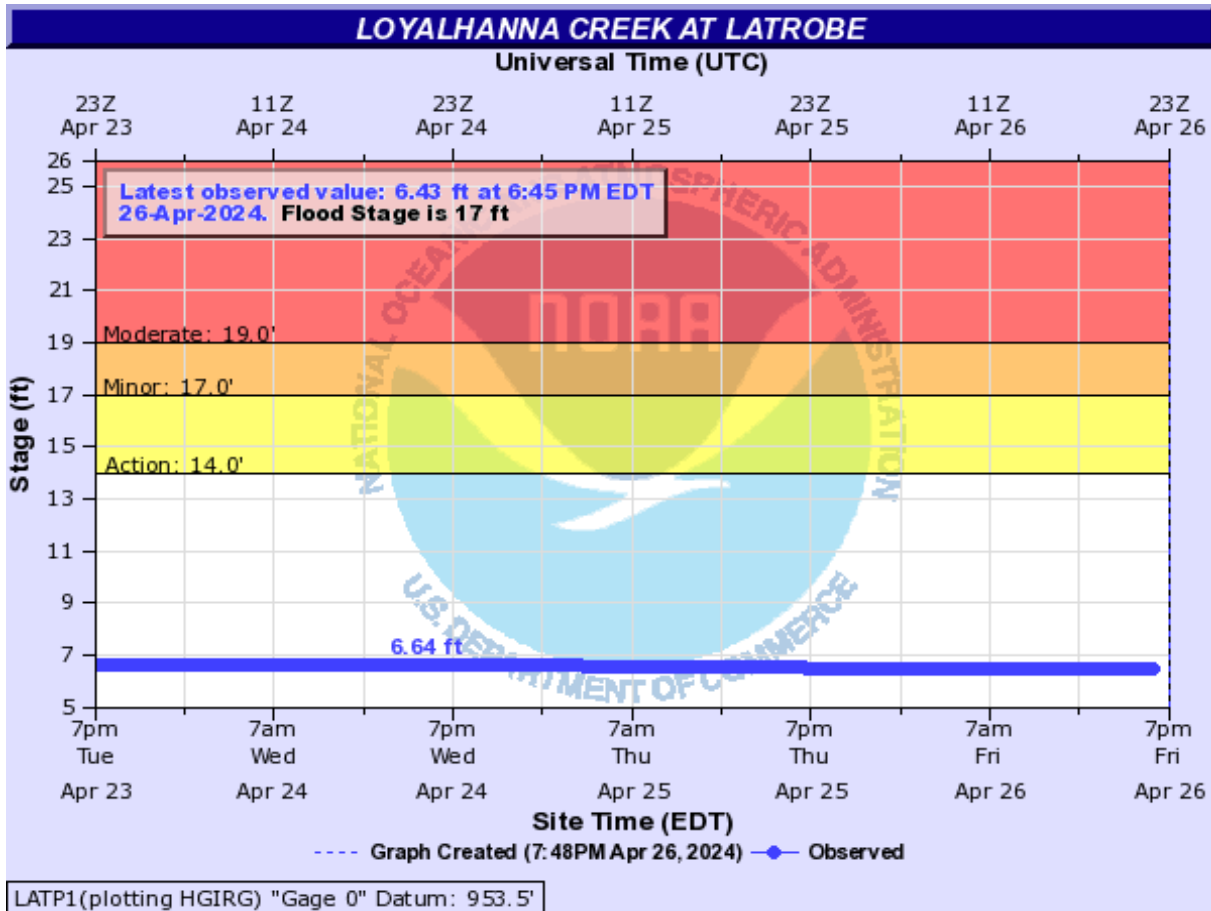 LOYALHANNA CREEK AT LATROBE
Universal Time (UTC)
23Z 11Z 23Z 11Z 23Z 11Z 23Z
Apr 23 Apr 24 Apr 24 Apr 25 Apr 25 Apr 26 Apr 26
Latest observed value: 6.43 ft at 6:45 PM EDT
26-Apr-2024. Flood Stage is 17 ft
26
25
23
21
19
17
15
13
11
9
7
5
Stage (ft)
Moderate: 19.0'
Minor: 17.0'
Action: 14.0'
6.64 ft
NATIONAL OCEANIC AND ATMOSPHERIC ADMINISTRATION
NOAA
U.S. DEPARTMENT OF COMMERCE
7pm 7am 7pm 7am 7pm 7am 7pm
Tue Wed Wed Thu Thu Fri Fri
Apr 23 Apr 24 Apr 24 Apr 25 Apr 25 Apr 26 Apr 26
Site Time (EDT)
Graph Created (7:48PM Apr 26, 2024) Observed
LATP1(plotting HGIRG) "Gage 0" Datum: 953.5'